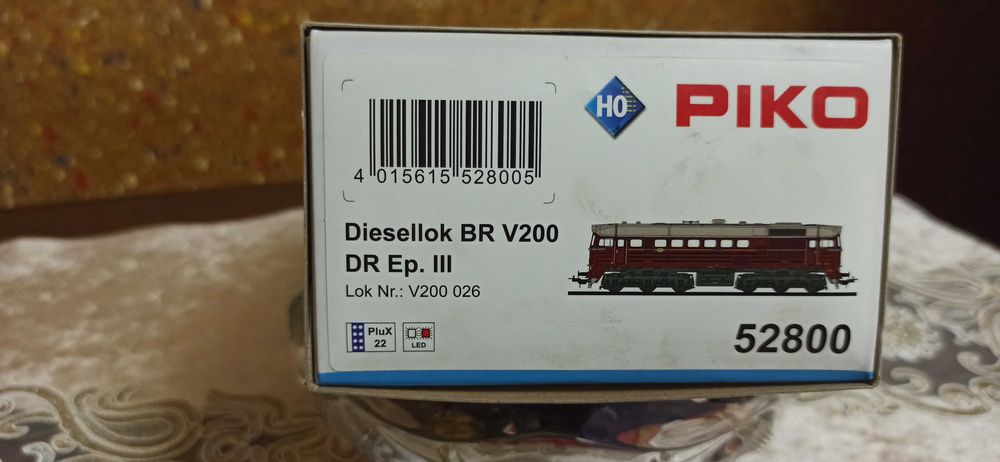 H0
PIKO
4 015615 528005
Diesellok BR V200
DR Ep. III
Lok Nr.: V200 026
PluX
22
LED
52800